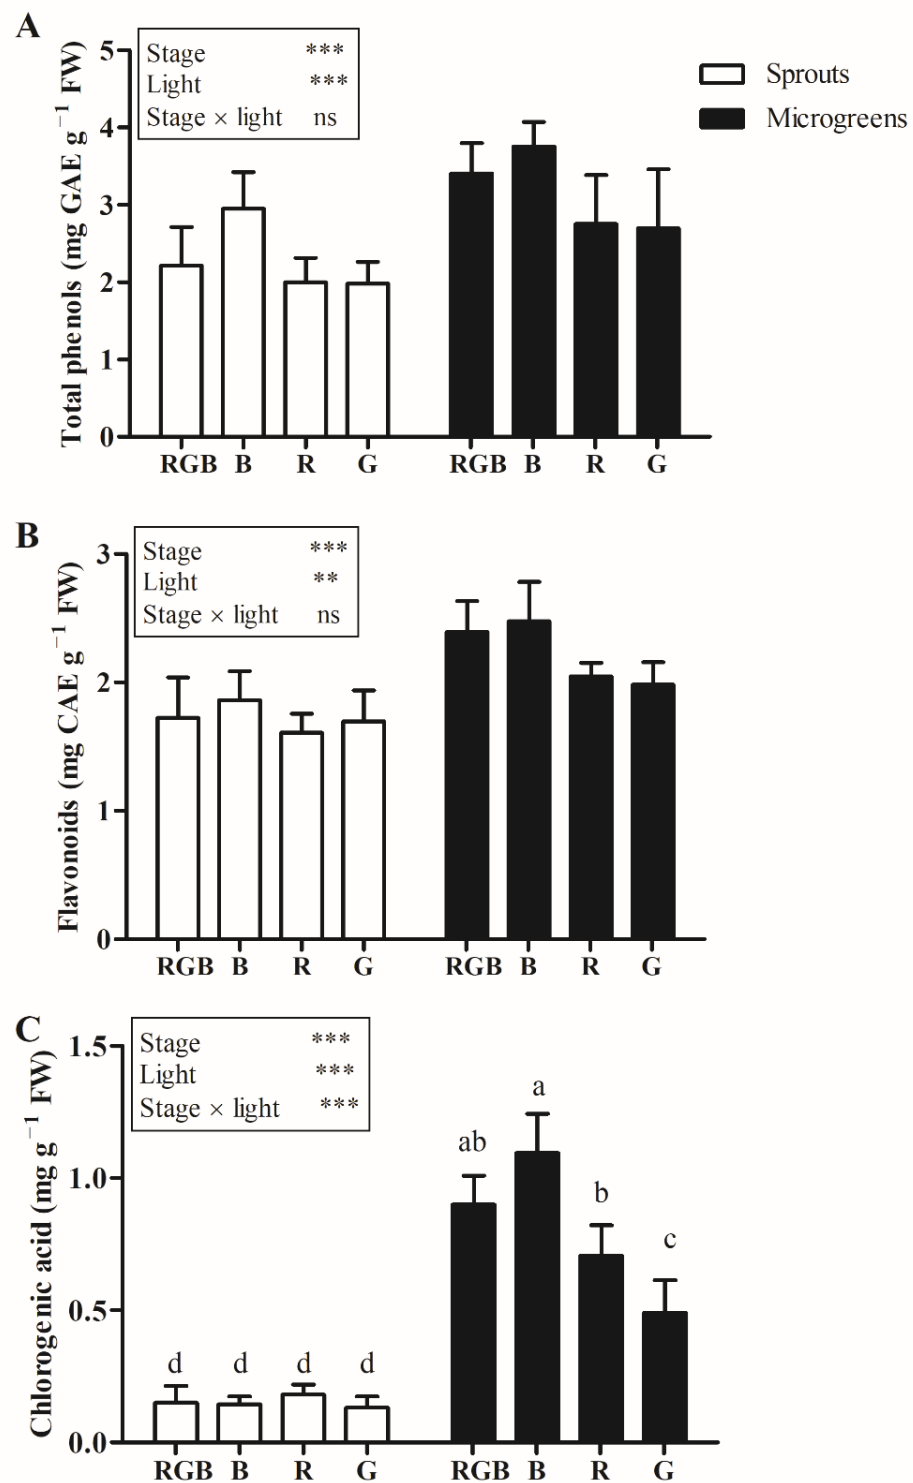 A
Total phenols (mg GAE g⁻¹ FW)
5
4
3
2
1
0
Stage ***
Light ***
Stage × light ns
Sprouts
Microgreens
RGB B R G RGB B R G
B
Flavonoids (mg CAE g⁻¹ FW)
3
2
1
0
Stage ***
Light **
Stage × light ns
RGB B R G RGB B R G
C
Chlorogenic acid (mg g⁻¹ FW)
1.5
1.0
0.5
0.0
Stage ***
Light ***
Stage × light ***
d d d d ab a b c
RGB B R G RGB B R G